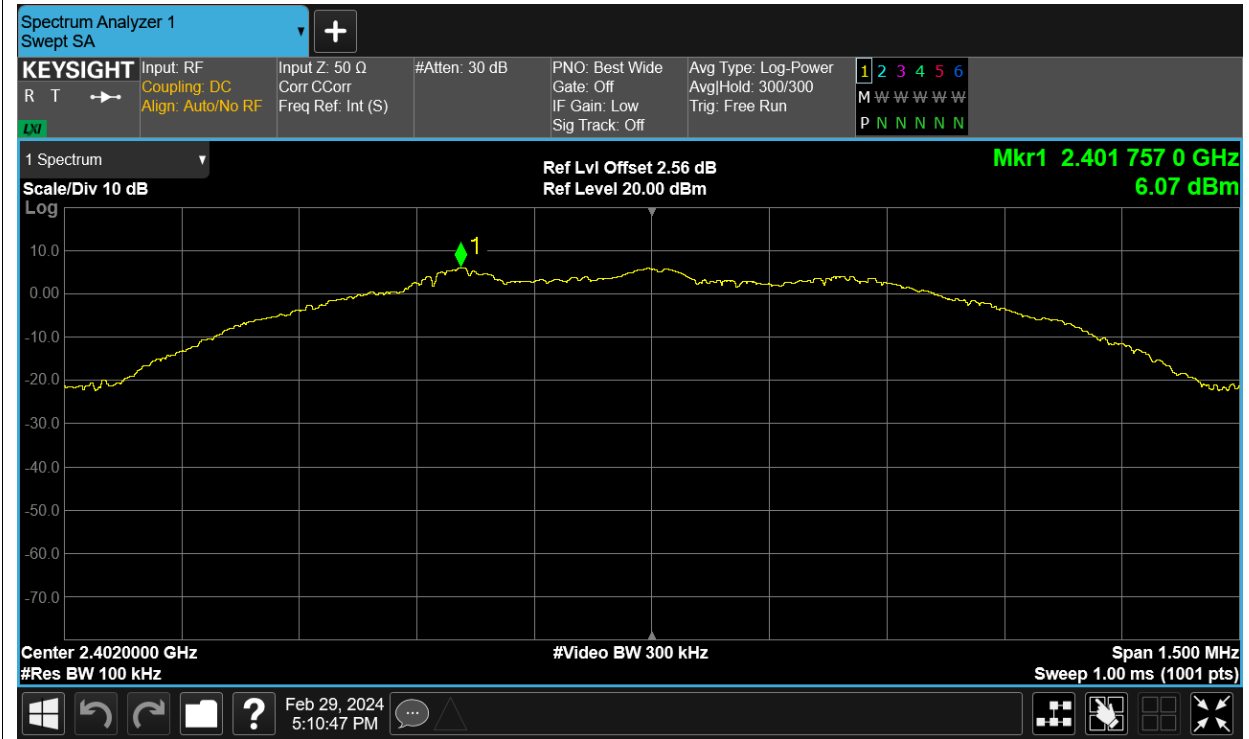 Spectrum Analyzer 1
Swept SA
+
KEYSIGHT
R T
LXI
Input: RF
Coupling: DC
Align: Auto/No RF
Input Z: 50 Ω
Corr CCorr
Freq Ref: Int (S)
#Atten: 30 dB
PNO: Best Wide
Gate: Off
IF Gain: Low
Sig Track: Off
Avg Type: Log-Power
Avg|Hold: 300/300
Trig: Free Run
1 2 3 4 5 6
M W W W W W
P N N N N N
1 Spectrum
Scale/Div 10 dB
Ref Lvl Offset 2.56 dB
Ref Level 20.00 dBm
Mkr1 2.401 757 0 GHz
6.07 dBm
Log
1
10.0
0.00
-10.0
-20.0
-30.0
-40.0
-50.0
-60.0
-70.0
Center 2.4020000 GHz
#Video BW 300 kHz
Span 1.500 MHz
#Res BW 100 kHz
Sweep 1.00 ms (1001 pts)
?
Feb 29, 2024
5:10:47 PM